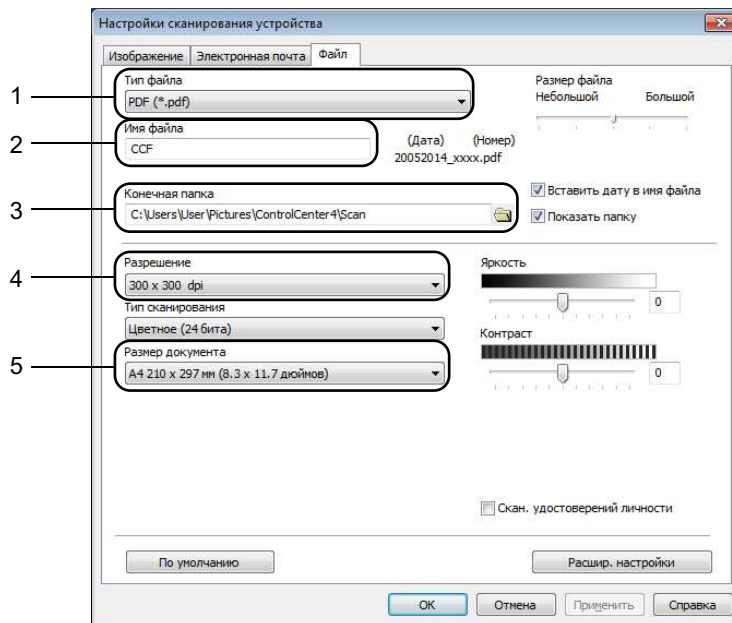 Настройки сканирования устройства
Изображение Электронная почта Файл
1
Тип файла
PDF (*.pdf)
Размер файла
Небольшой Большой
2
Имя файла
CCF
(Дата) (Номер)
20052014_xxxx.pdf
3
Конечная папка
C:\Users\User\Pictures\ControlCenter4\Scan
Вставить дату в имя файла
Показать папку
4
Разрешение
300 x 300 dpi
Тип сканирования
Цветное (24 бита)
5
Размер документа
A4 210 x 297 мм (8.3 x 11.7 дюймов)
Яркость
0
Контраст
0
Скан. удостоверений личности
По умолчанию Расшир. настройки
OK Отмена Применить Справка